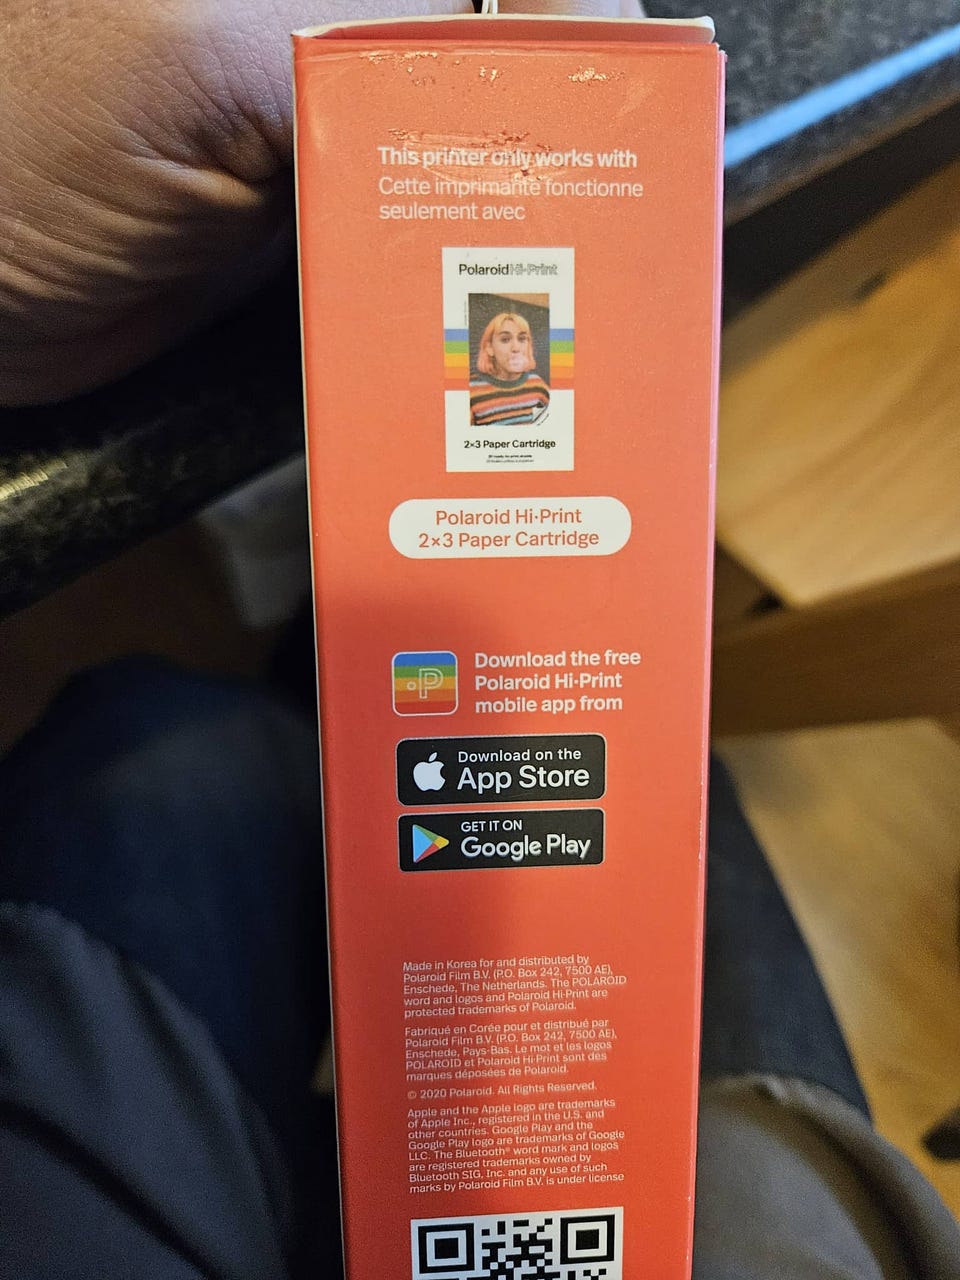 This printer only works with
Cette imprimante fonctionne
seulement avec
Polaroid Hi·Print
2×3 Paper Cartridge
Polaroid Hi·Print
2×3 Paper Cartridge
P
Download the free
Polaroid Hi·Print
mobile app from
Download on the
App Store
GET IT ON
Google Play
Made in Korea for and distributed by
Polaroid Film B.V. (P.O. Box 242, 7500 AE),
Enschede, The Netherlands. The POLAROID
word and logos and Polaroid Hi·Print are
protected trademarks of Polaroid.
Fabriqué en Corée pour et distribué par
Polaroid Film B.V. (P.O. Box 242, 7500 AE),
Enschede, Pays-Bas. Le mot et les logos
POLAROID et Polaroid Hi·Print sont des
marques déposées de Polaroid.
© 2020 Polaroid. All Rights Reserved.
Apple and the Apple logo are trademarks
of Apple Inc., registered in the U.S. and
other countries. Google Play and the
Google Play logo are trademarks of Google
LLC. The Bluetooth® word mark and logos
are registered trademarks owned by
Bluetooth SIG, Inc. and any use of such
marks by Polaroid Film B.V. is under license